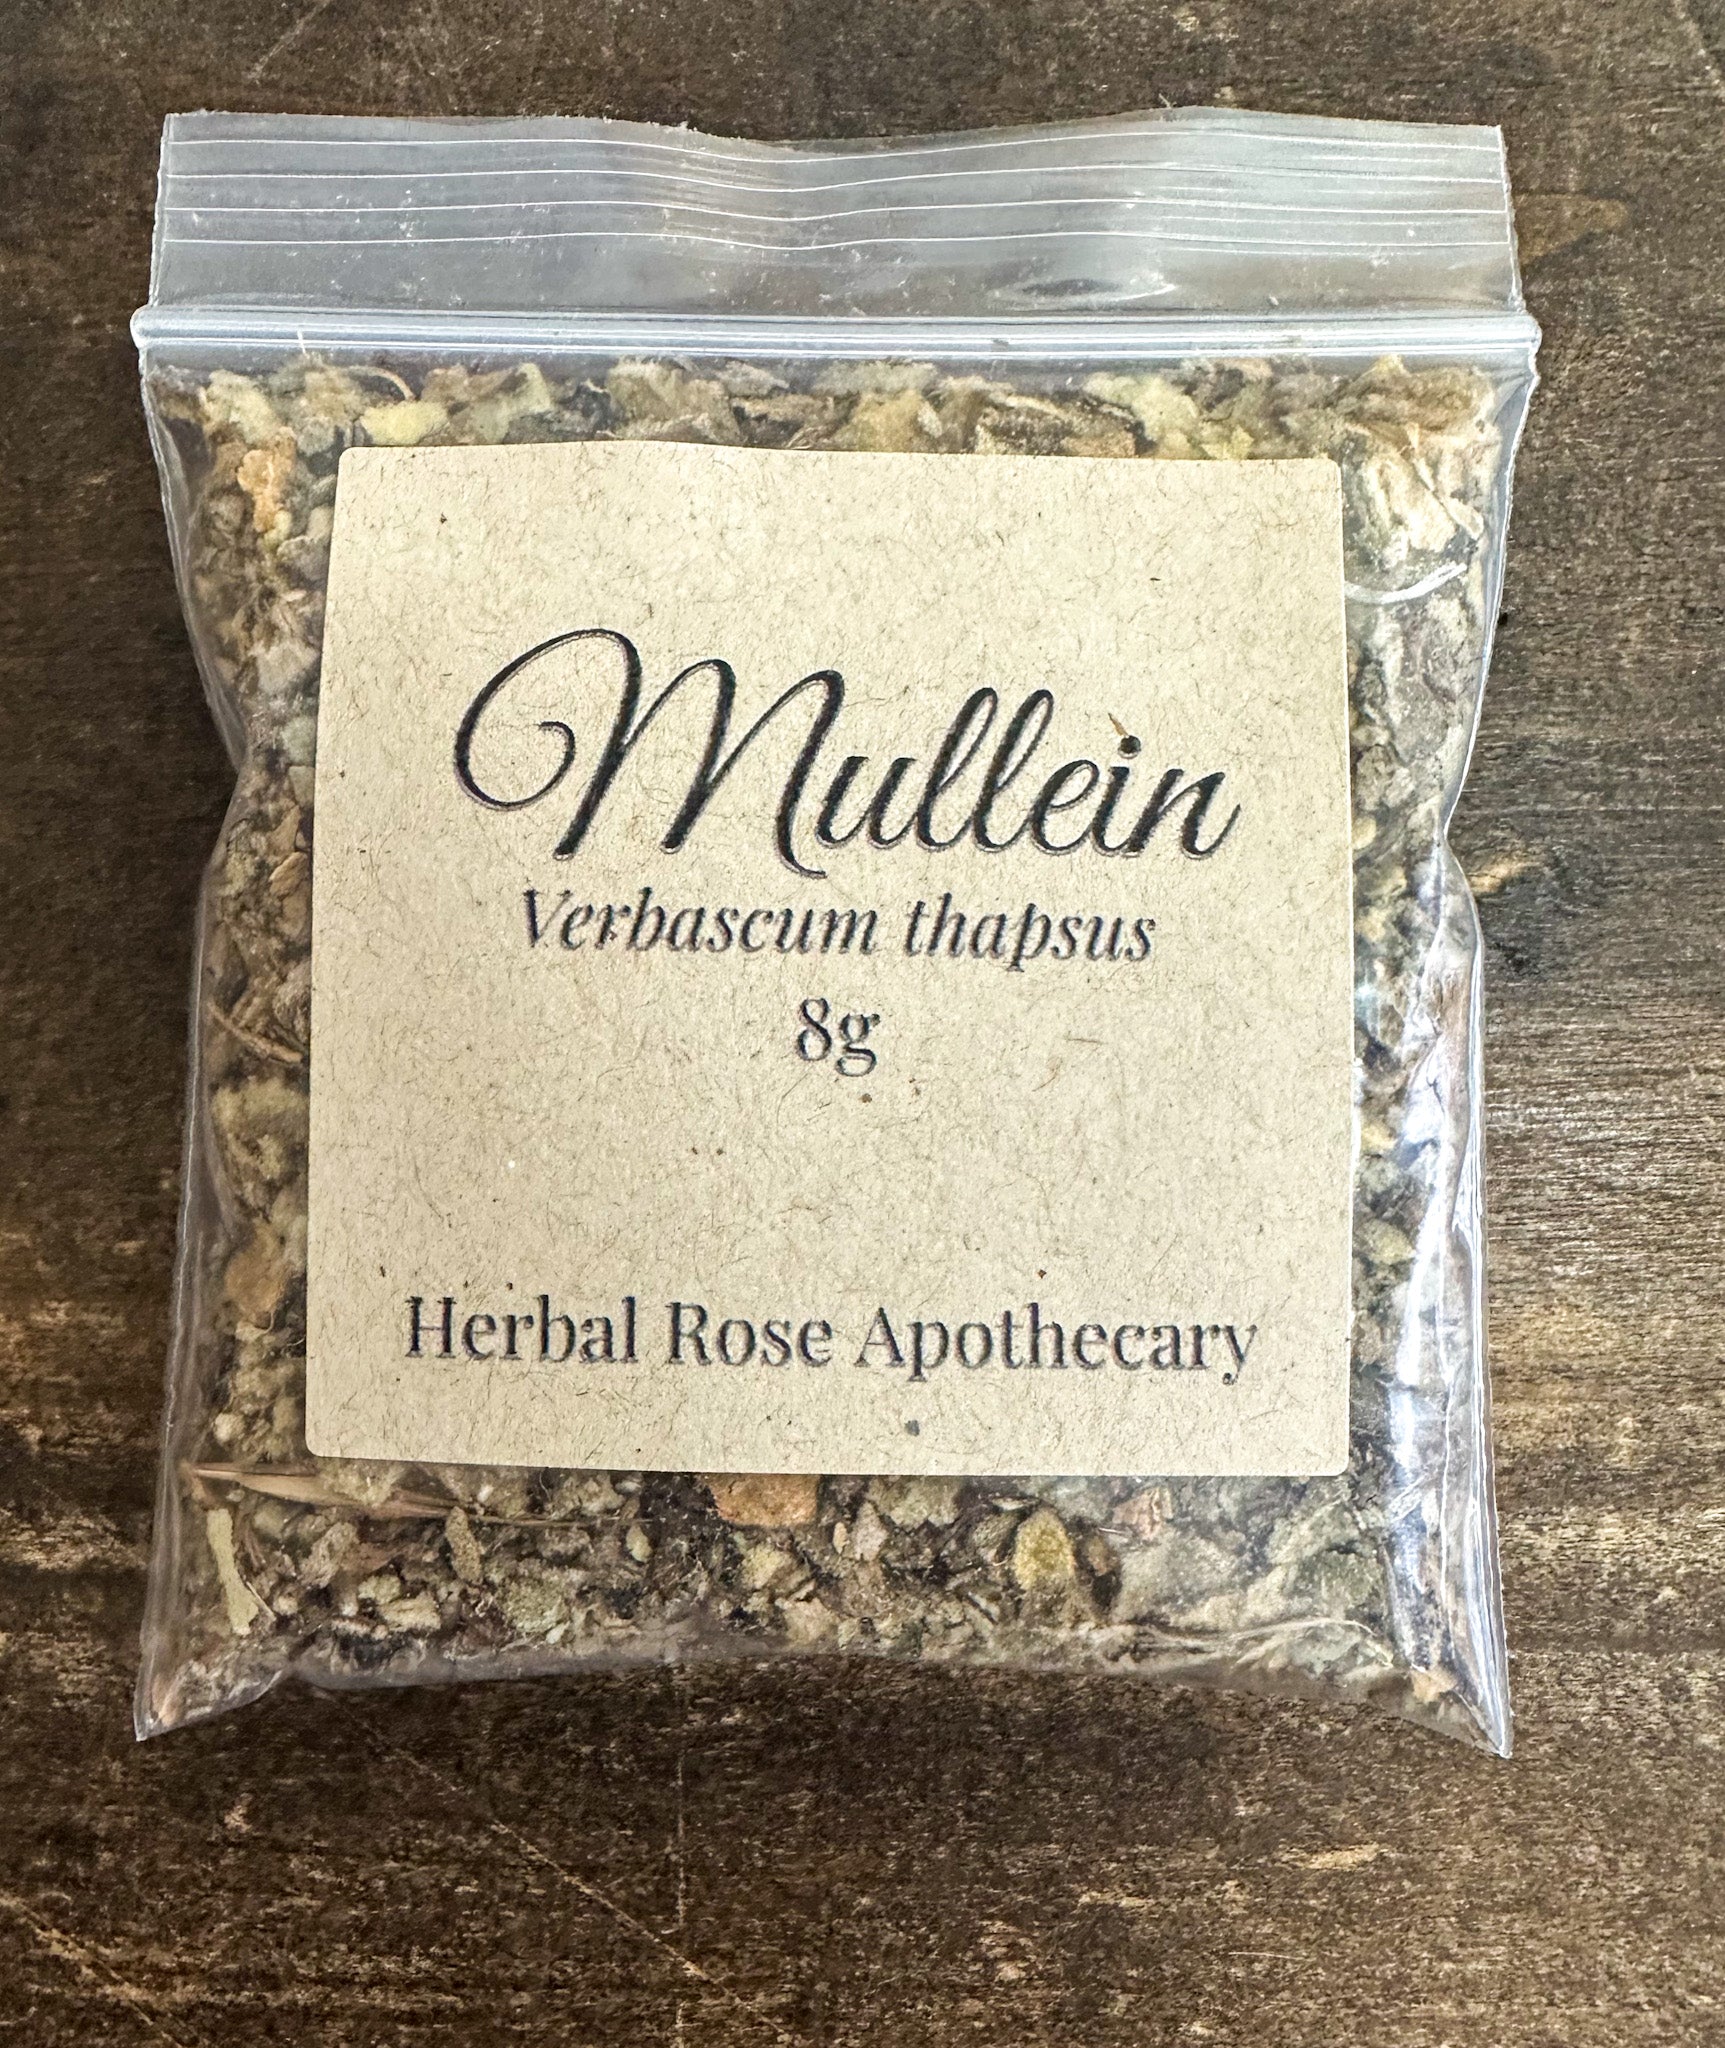 Mullein
Verbascum thapsus
8g
Herbal Rose Apothecary